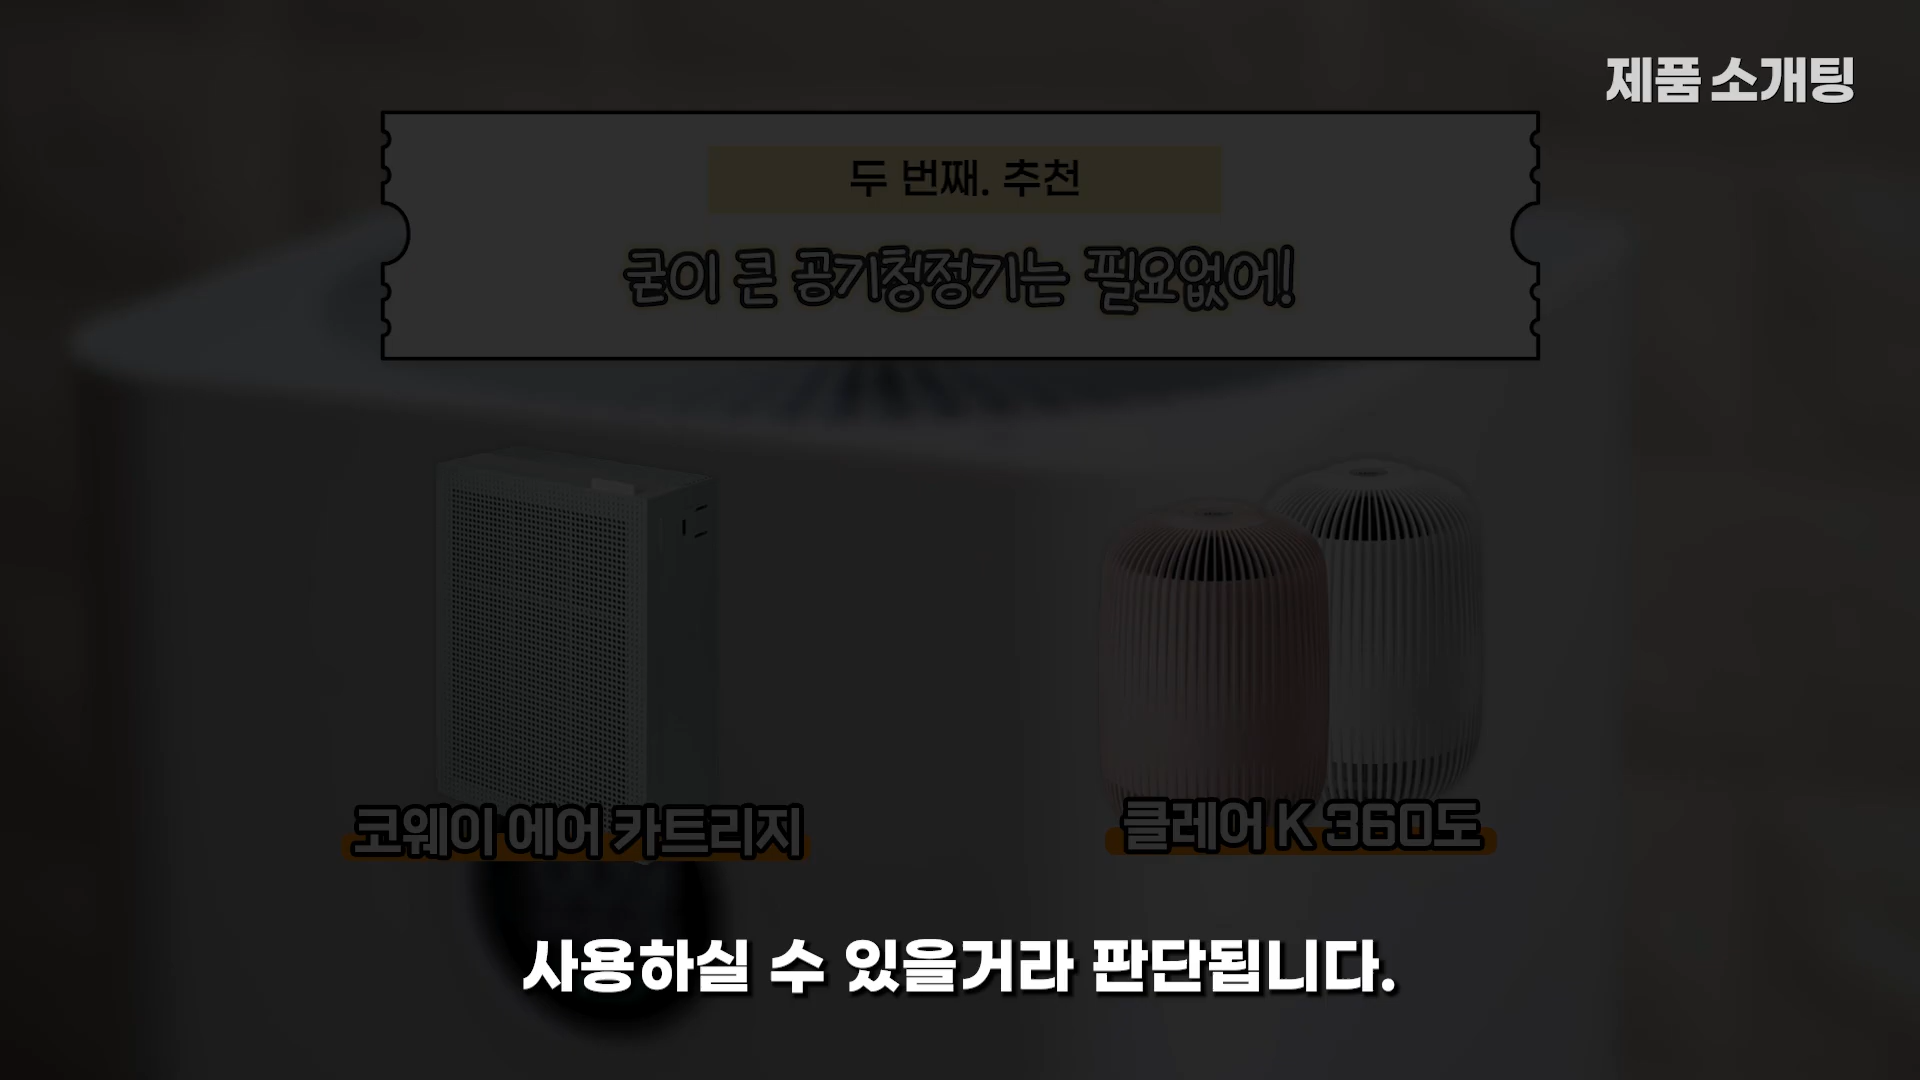 제품 소개팅
두 번째. 추천
굳이 큰 공기청정기는 필요없어!
코웨이 에어 카트리지
클레어 K 360도
사용하실 수 있을거라 판단됩니다.